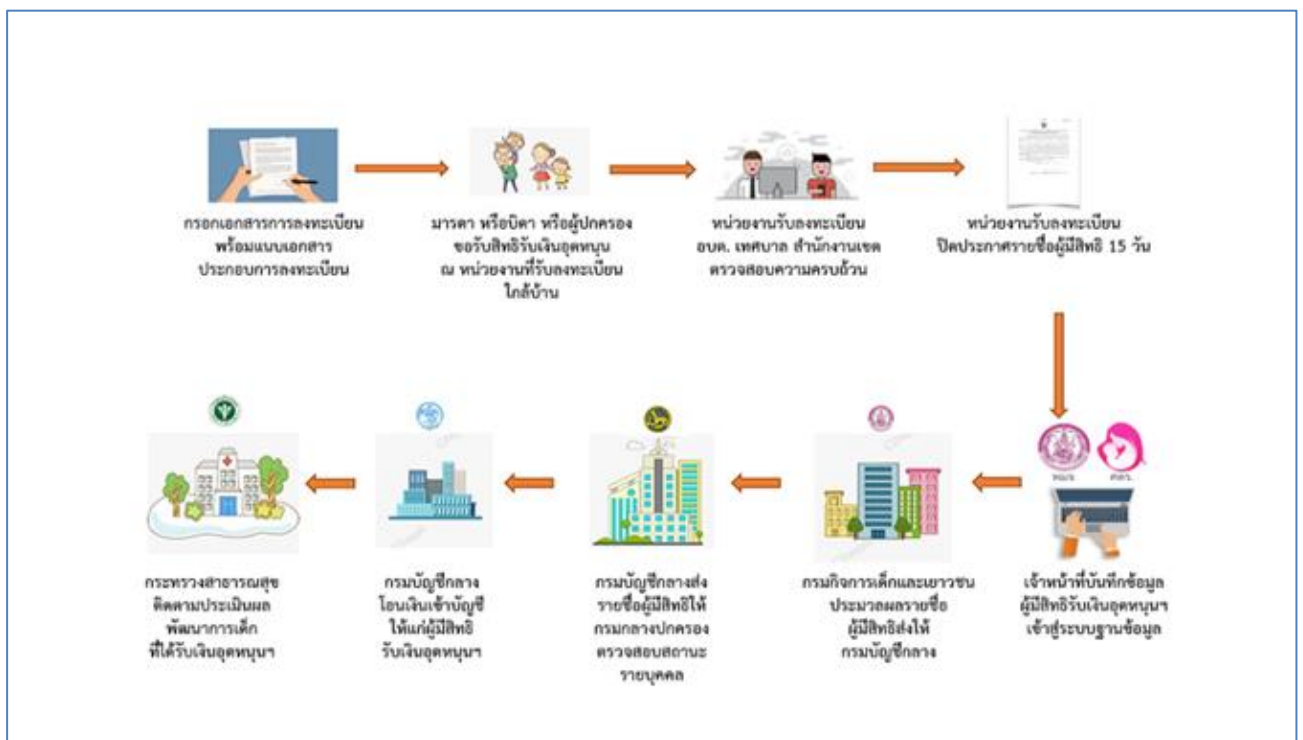 กรอกเอกสารการลงทะเบียน
พร้อมแนบเอกสาร
ประกอบการลงทะเบียน
มารดา หรือบิดา หรือผู้ปกครอง
ขอรับสิทธิรับเงินอุดหนุน
ณ หน่วยงานที่รับลงทะเบียน
ใกล้บ้าน
หน่วยงานรับลงทะเบียน
อบต. เทศบาล สำนักงานเขต
ตรวจสอบความครบถ้วน
หน่วยงานรับลงทะเบียน
ปิดประกาศรายชื่อผู้มีสิทธิ 15 วัน
เจ้าหน้าที่บันทึกข้อมูล
ผู้มีสิทธิรับเงินอุดหนุนฯ
เข้าสู่ระบบฐานข้อมูล
กรมกิจการเด็กและเยาวชน
ประมวลผลรายชื่อ
ผู้มีสิทธิส่งให้
กรมบัญชีกลาง
กรมบัญชีกลางส่ง
รายชื่อผู้มีสิทธิให้
กรมกลางปกครอง
ตรวจสอบสถานะ
รายบุคคล
กรมบัญชีกลาง
โอนเงินเข้าบัญชี
ให้แก่ผู้มีสิทธิ
รับเงินอุดหนุนฯ
กระทรวงสาธารณสุข
ติดตามประเมินผล
พัฒนาการเด็ก
ที่ได้รับเงินอุดหนุนฯ